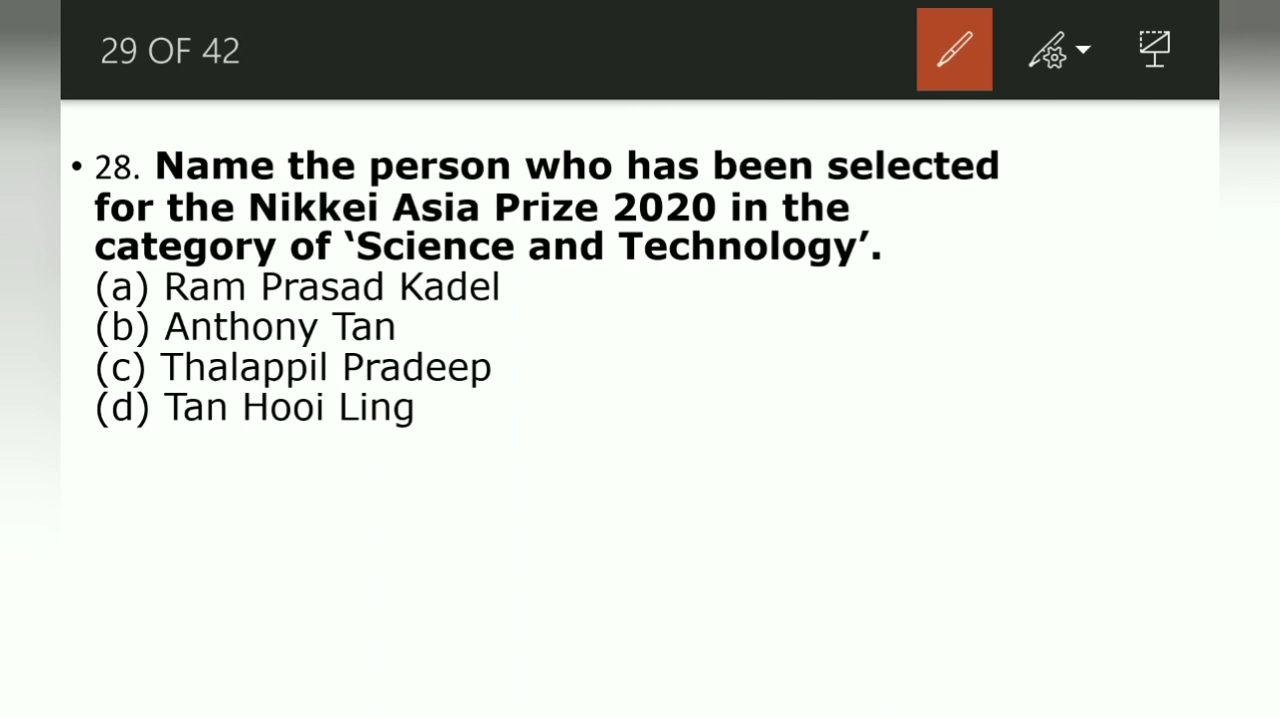 29 OF 42
• 28. Name the person who has been selected
for the Nikkei Asia Prize 2020 in the
category of ‘Science and Technology’.
(a) Ram Prasad Kadel
(b) Anthony Tan
(c) Thalappil Pradeep
(d) Tan Hooi Ling